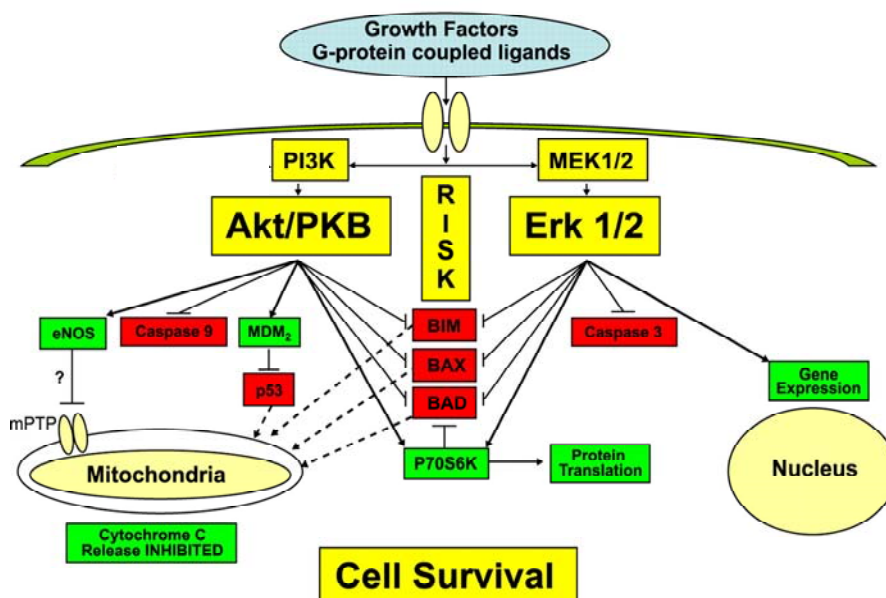 Growth Factors
G-protein coupled ligands
PI3K
MEK1/2
R
I
S
K
Akt/PKB
Erk 1/2
eNOS
Caspase 9
MDM₂
BIM
Caspase 3
BAX
p53
BAD
Gene
Expression
?
mPTP
Mitochondria
P70S6K
Protein
Translation
Nucleus
Cytochrome C
Release INHIBITED
Cell Survival